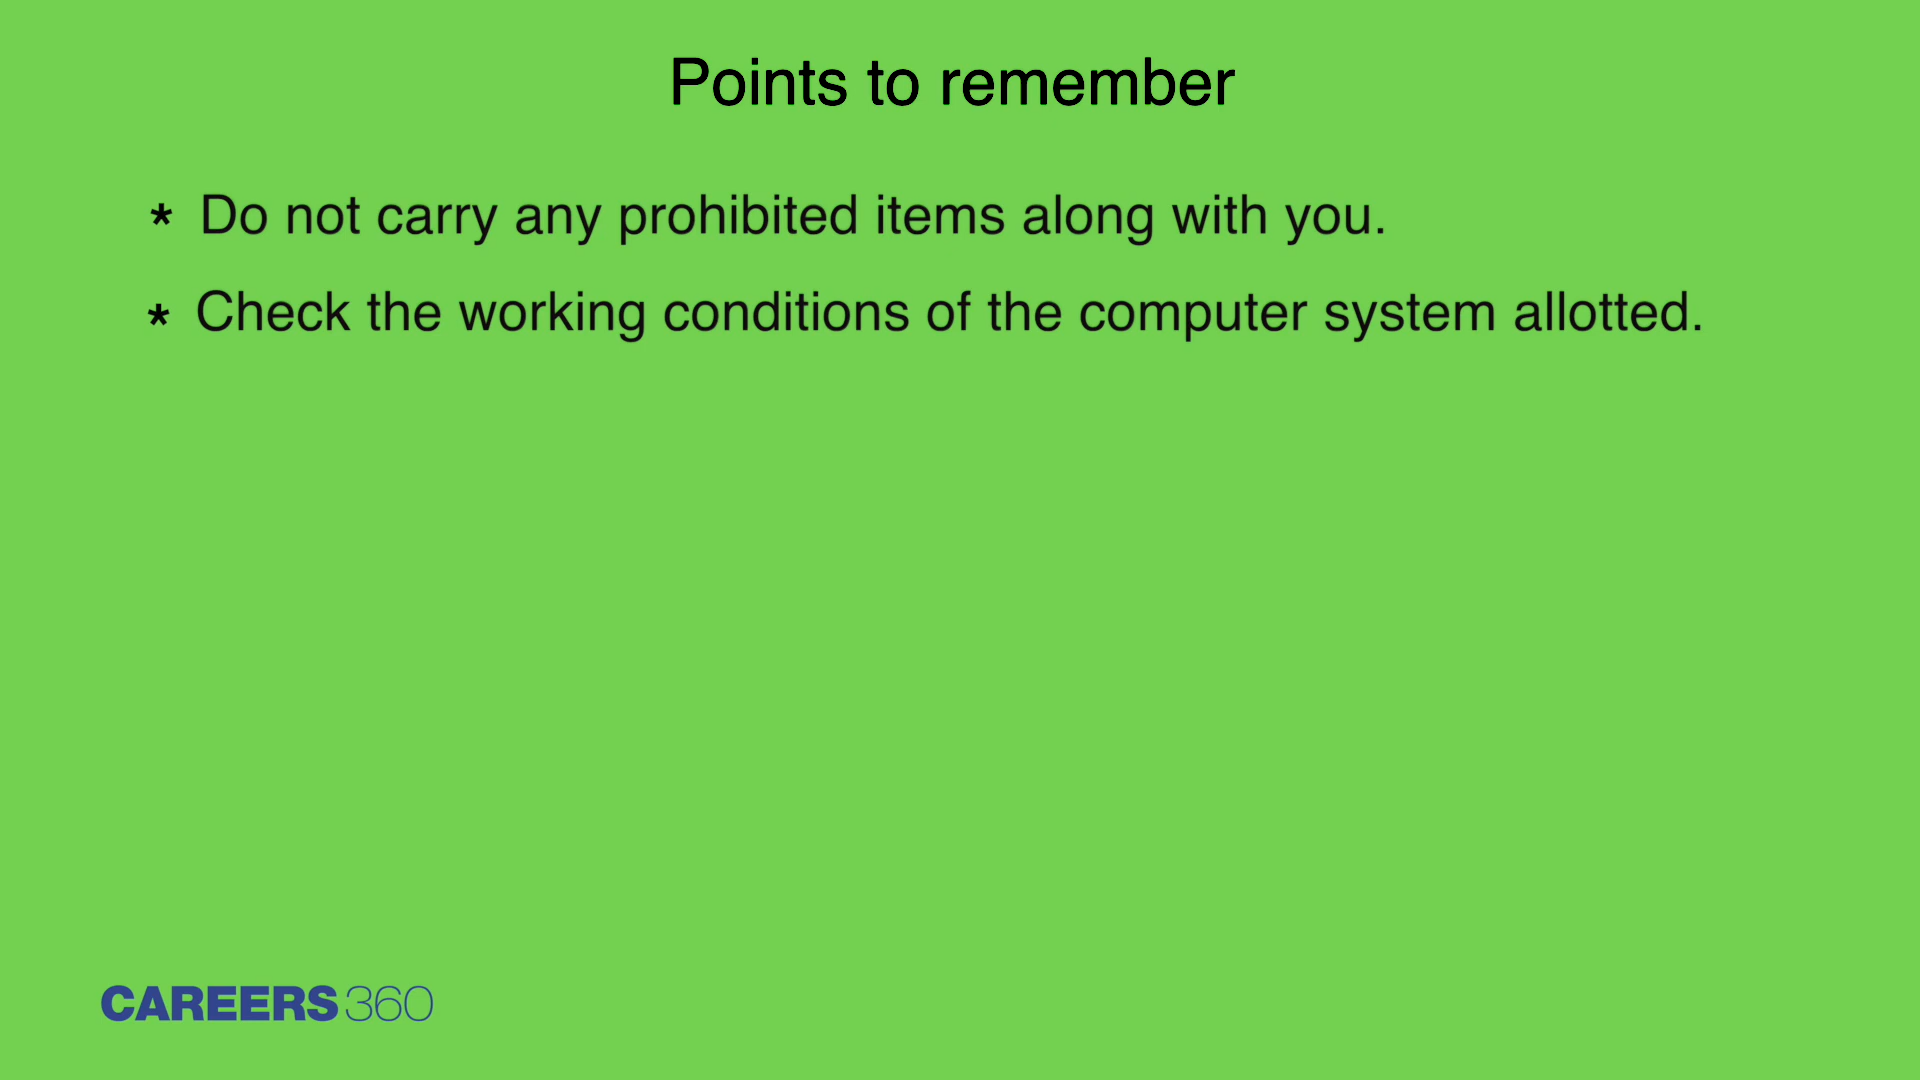 Points to remember
* Do not carry any prohibited items along with you.
* Check the working conditions of the computer system allotted.
CAREERS360